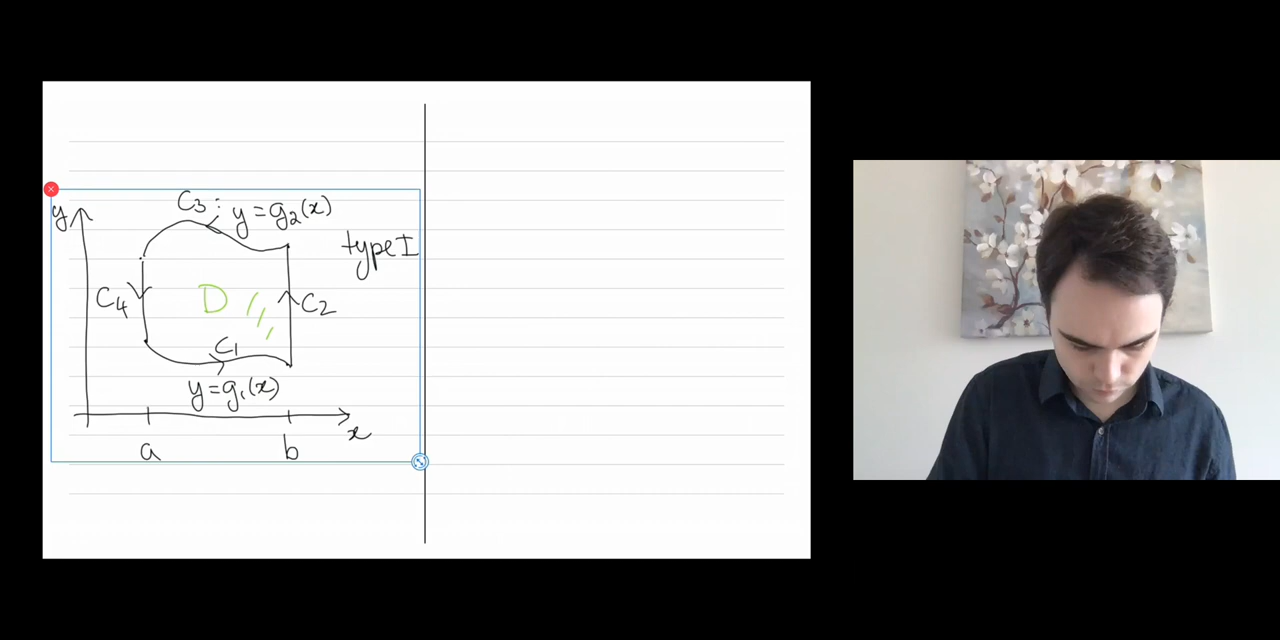 y
C3: y=g2(x)
type I
C4
D
C2
C1
y=g1(x)
x
a
b